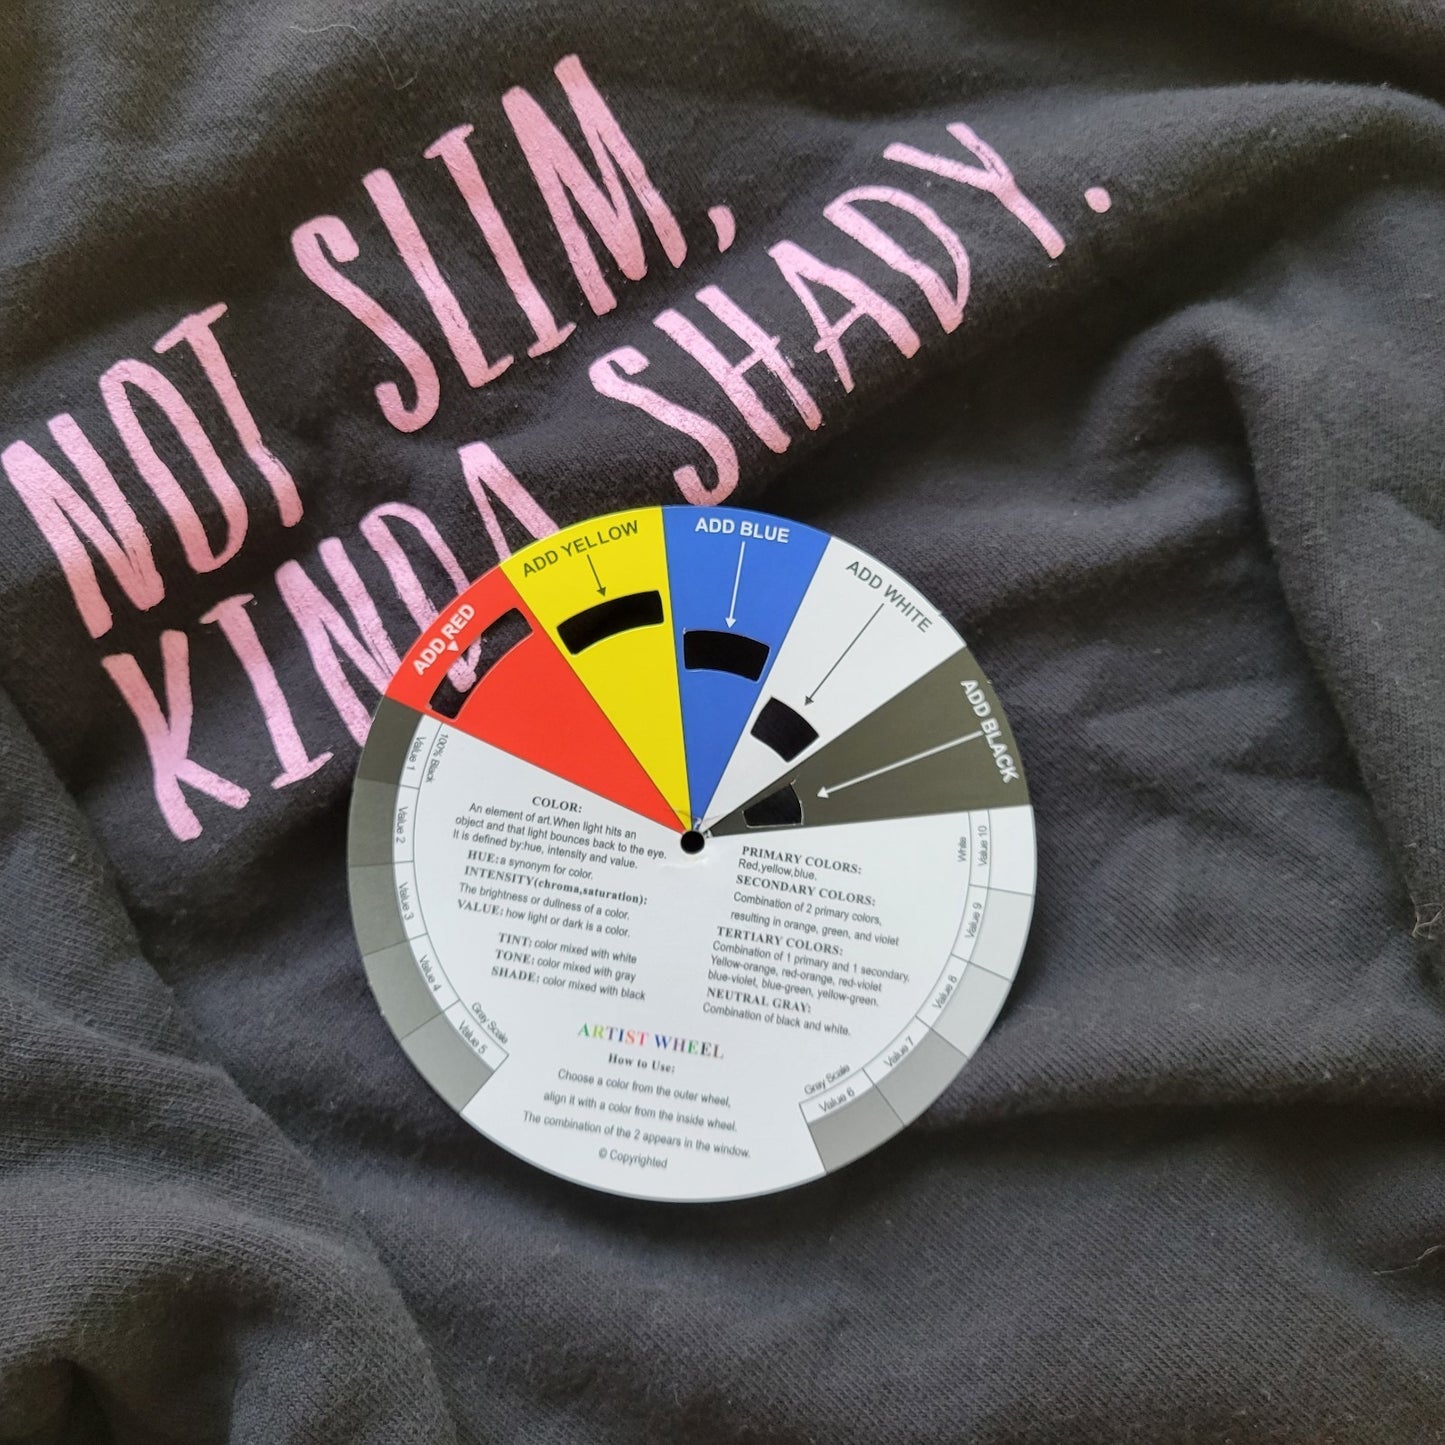 NOT SLIM,
KINDA SHADY.
ADD RED
ADD YELLOW
ADD BLUE
ADD WHITE
ADD BLACK
100% Black
Value 1
Value 2
Value 3
Value 4
Value 5
Gray Scale
COLOR:
An element of art.When light hits an
object and that light bounces back to the eye.
It is defined by:hue, intensity and value.
HUE:a synonym for color.
INTENSITY(chroma,saturation):
The brightness or dullness of a color.
VALUE: how light or dark is a color.
TINT: color mixed with white
TONE: color mixed with gray
SHADE: color mixed with black
PRIMARY COLORS:
Red,yellow,blue.
SECONDARY COLORS:
Combination of 2 primary colors,
resulting in orange, green, and violet
TERTIARY COLORS:
Combination of 1 primary and 1 secondary.
Yellow-orange, red-orange, red-violet
blue-violet, blue-green, yellow-green.
NEUTRAL GRAY:
Combination of black and white.
White
Value 10
Value 9
Value 8
Value 7
Value 6
Gray Scale
ARTIST WHEEL
How to Use:
Choose a color from the outer wheel,
align it with a color from the inside wheel.
The combination of the 2 appears in the window.
© Copyrighted